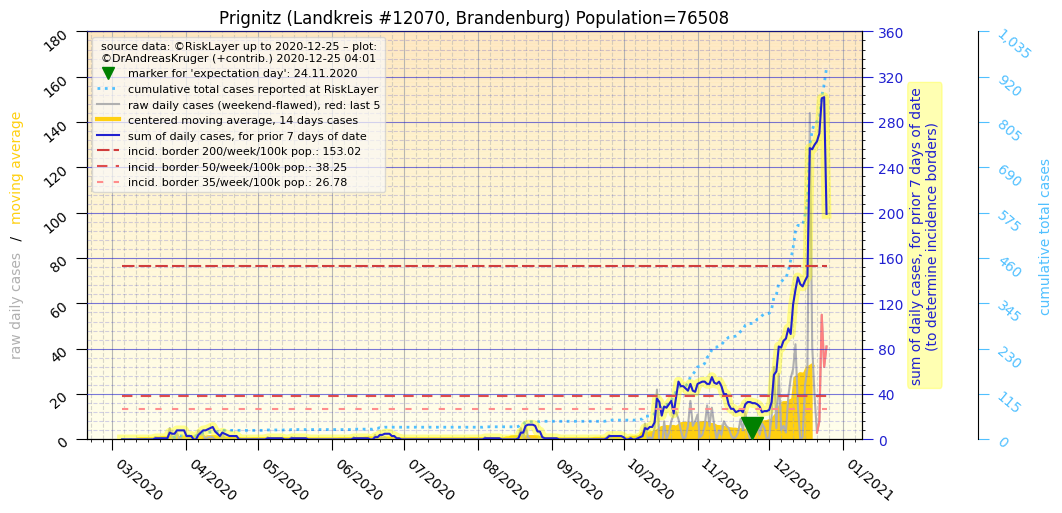 Prignitz (Landkreis #12070, Brandenburg) Population=76508
source data: ©RiskLayer up to 2020-12-25 – plot:
©DrAndreasKruger (+contrib.) 2020-12-25 04:01
marker for 'expectation day': 24.11.2020
cumulative total cases reported at RiskLayer
raw daily cases (weekend-flawed), red: last 5
centered moving average, 14 days cases
sum of daily cases, for prior 7 days of date
incid. border 200/week/100k pop.: 153.02
incid. border 50/week/100k pop.: 38.25
incid. border 35/week/100k pop.: 26.78
raw daily cases / moving average
180
160
140
120
100
80
60
40
20
0
03/2020
04/2020
05/2020
06/2020
07/2020
08/2020
09/2020
10/2020
11/2020
12/2020
01/2021
360
320
280
240
200
160
120
80
40
0
sum of daily cases, for prior 7 days of date
(to determine incidence borders)
1,035
920
805
690
575
460
345
230
115
0
cumulative total cases